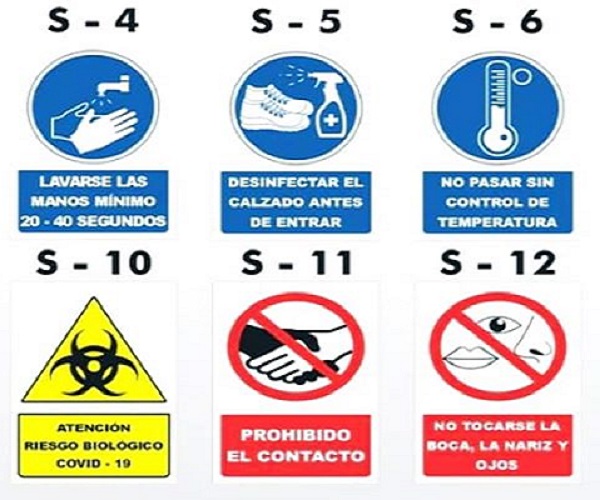 S - 4
S - 5
S - 6
LAVARSE LAS
MANOS MÍNIMO
20 - 40 SEGUNDOS
DESINFECTAR EL
CALZADO ANTES
DE ENTRAR
NO PASAR SIN
CONTROL DE
TEMPERATURA
S - 10
S - 11
S - 12
ATENCIÓN
RIESGO BIOLÓGICO
COVID - 19
PROHIBIDO
EL CONTACTO
NO TOCARSE LA
BOCA, LA NARIZ Y
OJOS